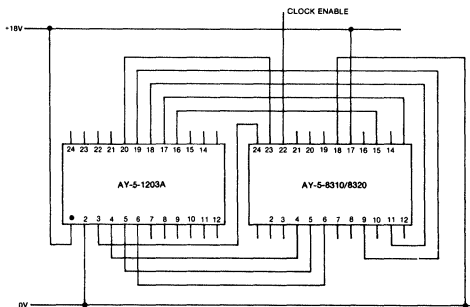 CLOCK ENABLE
+18V
24 23 22 21 20 19 18 17 16 15 14
24 23 22 21 20 19 18 17 16 15 14
AY-5-1203A
AY-5-8310/8320
2 3 4 5 6 7 8 9 10 11 12
2 3 4 5 6 7 8 9 10 11 12
0V